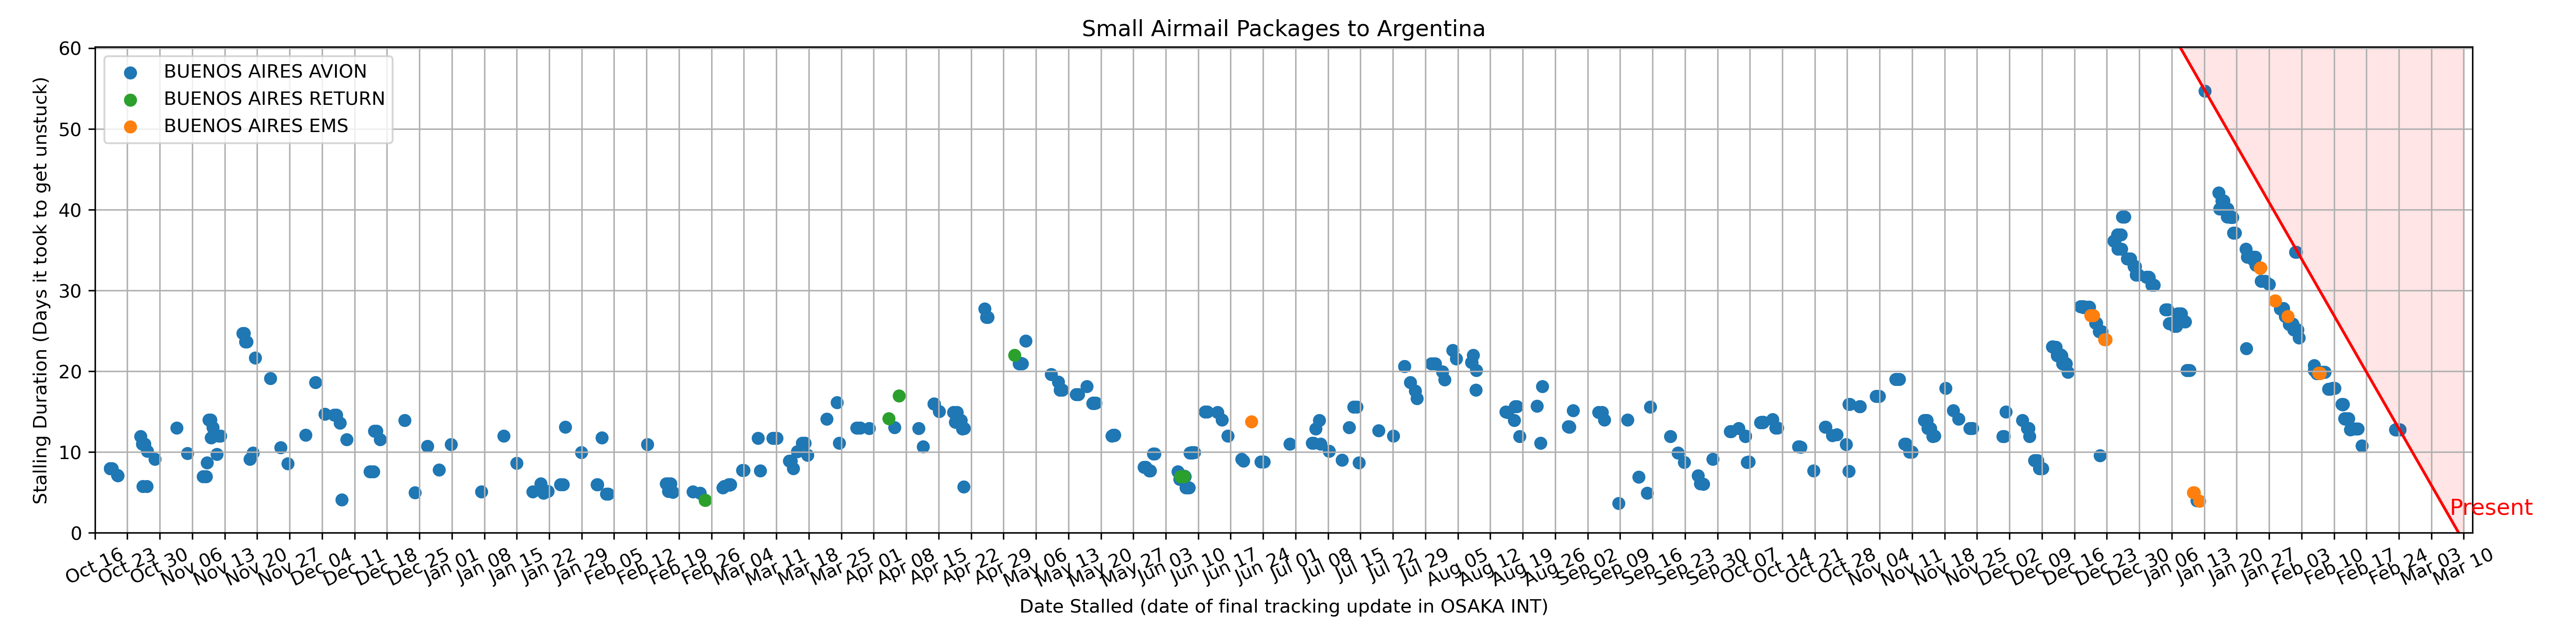 Small Airmail Packages to Argentina
BUENOS AIRES AVION
BUENOS AIRES RETURN
BUENOS AIRES EMS
Stalling Duration (Days it took to get unstuck)
60
50
40
30
20
10
0
Present
Oct 16
Oct 23
Oct 30
Nov 06
Nov 13
Nov 20
Nov 27
Dec 04
Dec 11
Dec 18
Dec 25
Jan 01
Jan 08
Jan 15
Jan 22
Jan 29
Feb 05
Feb 12
Feb 19
Feb 26
Mar 04
Mar 11
Mar 18
Mar 25
Apr 01
Apr 08
Apr 15
Apr 22
Apr 29
May 06
May 13
May 20
May 27
Jun 03
Jun 10
Jun 17
Jun 24
Jul 01
Jul 08
Jul 15
Jul 22
Jul 29
Aug 05
Aug 12
Aug 19
Aug 26
Sep 02
Sep 09
Sep 16
Sep 23
Sep 30
Oct 07
Oct 14
Oct 21
Oct 28
Nov 04
Nov 11
Nov 18
Nov 25
Dec 02
Dec 09
Dec 16
Dec 23
Dec 30
Jan 06
Jan 13
Jan 20
Jan 27
Feb 03
Feb 10
Feb 17
Feb 24
Mar 03
Mar 10
Date Stalled (date of final tracking update in OSAKA INT)